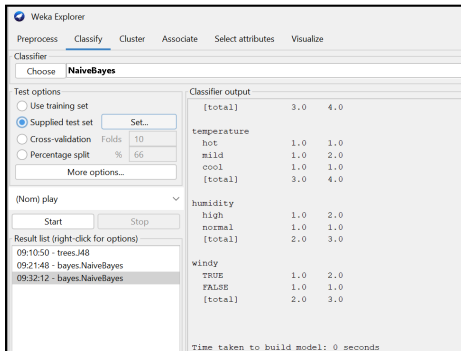 Weka Explorer
Preprocess Classify Cluster Associate Select attributes Visualize
Classifier
Choose NaiveBayes
Test options
Use training set
Supplied test set Set...
Cross-validation Folds 10
Percentage split % 66
More options...
(Nom) play
Start Stop
Result list (right-click for options)
09:10:50 - trees.J48
09:21:48 - bayes.NaiveBayes
09:32:12 - bayes.NaiveBayes
Classifier output
[total] 3.0 4.0
temperature
hot 1.0 1.0
mild 1.0 2.0
cool 1.0 1.0
[total] 3.0 4.0
humidity
high 1.0 2.0
normal 1.0 1.0
[total] 2.0 3.0
windy
TRUE 1.0 2.0
FALSE 1.0 1.0
[total] 2.0 3.0
Time taken to build model: 0 seconds